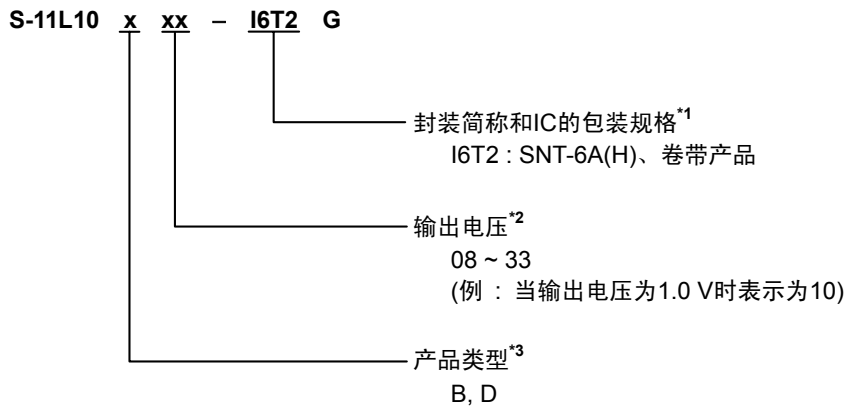 S-11L10 x xx – I6T2 G
封装简称和IC的包装规格*1
I6T2 : SNT-6A(H)、卷带产品
输出电压*2
08 ~ 33
(例 : 当输出电压为1.0 V时表示为10)
产品类型*3
B, D